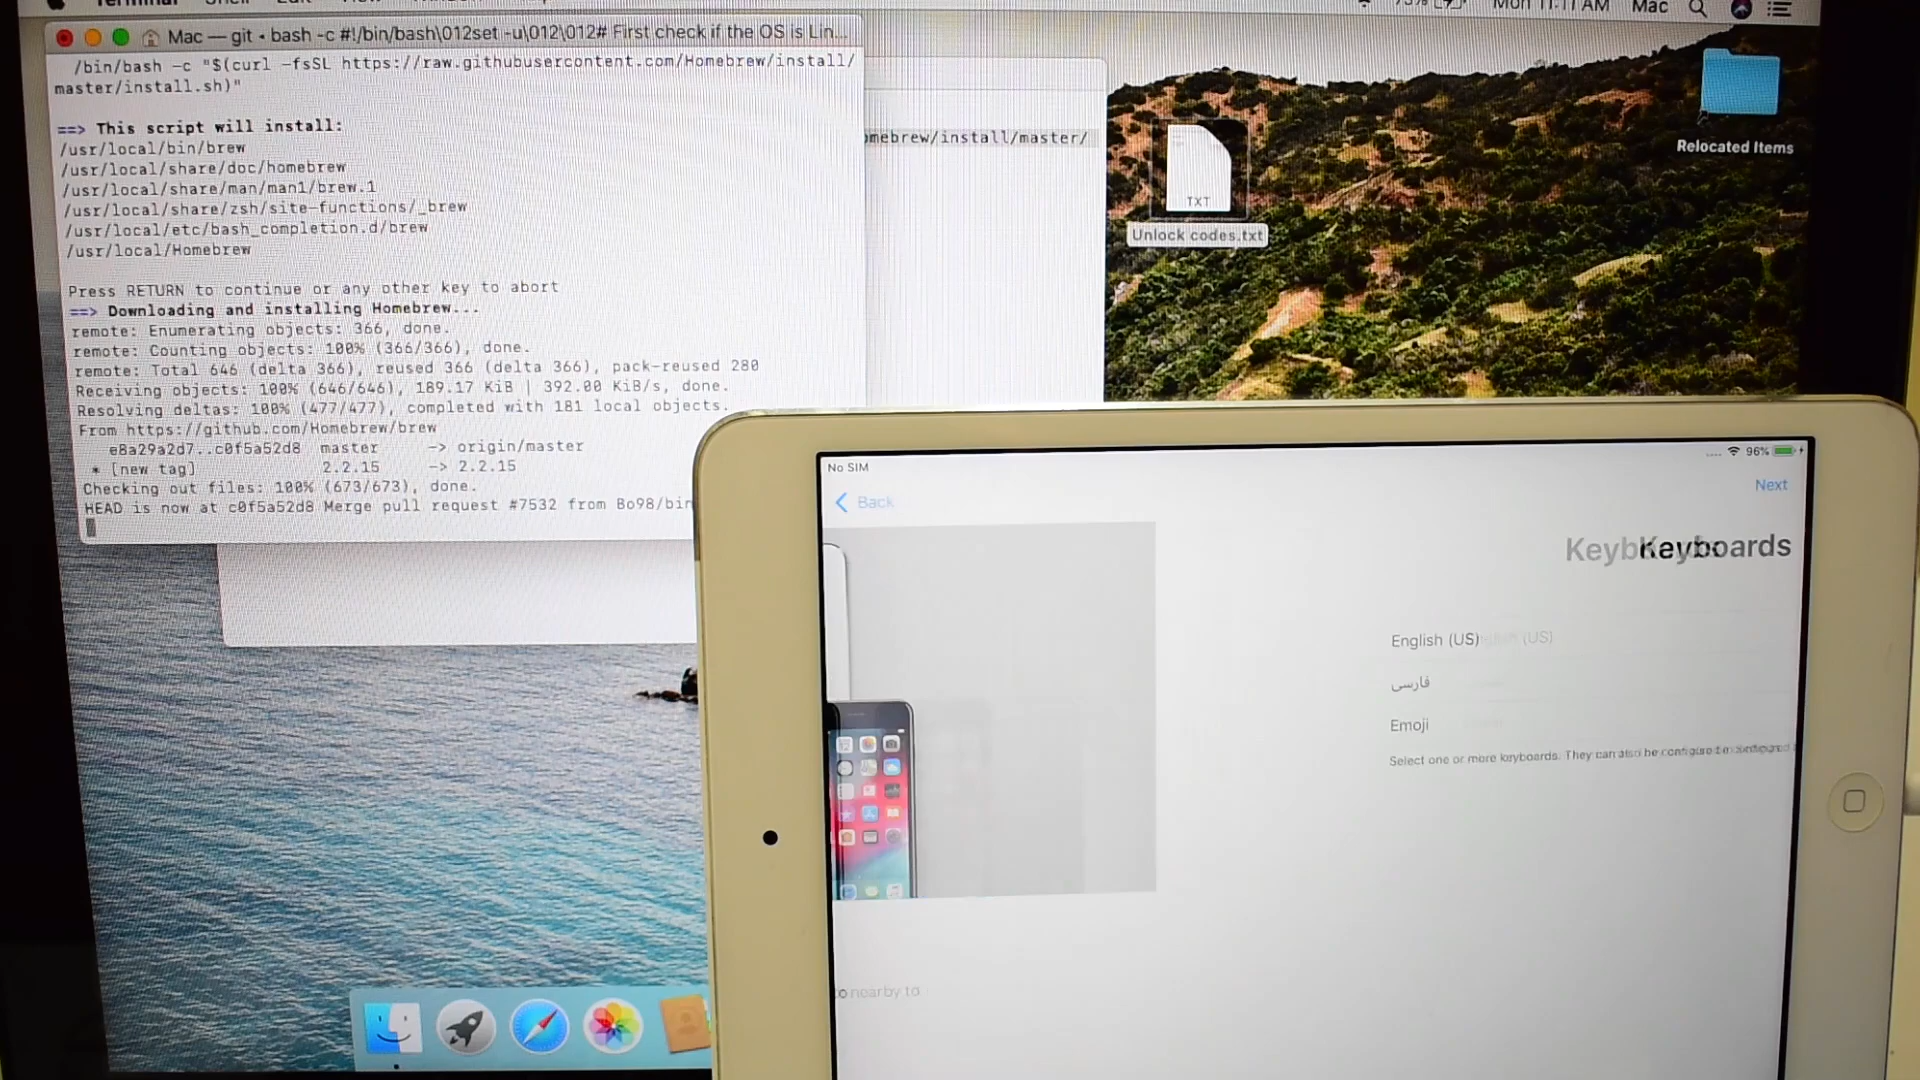 Mon 11:11 AM Mac
Mac — git • bash -c #!/bin/bash\012set -u\012\012# First check if the OS is Lin...
/bin/bash -c "$(curl -fsSL https://raw.githubusercontent.com/Homebrew/install/
master/install.sh)"
==> This script will install:
/usr/local/bin/brew
/usr/local/share/doc/homebrew
/usr/local/share/man/man1/brew.1
/usr/local/share/zsh/site-functions/_brew
/usr/local/etc/bash_completion.d/brew
/usr/local/Homebrew
Press RETURN to continue or any other key to abort
==> Downloading and installing Homebrew...
remote: Enumerating objects: 366, done.
remote: Counting objects: 100% (366/366), done.
remote: Total 646 (delta 366), reused 366 (delta 366), pack-reused 280
Receiving objects: 100% (646/646), 189.17 KiB | 392.00 KiB/s, done.
Resolving deltas: 100% (477/477), completed with 181 local objects.
From https://github.com/Homebrew/brew
e8a29a2d7..c0f5a52d8 master -> origin/master
* [new tag] 2.2.15 -> 2.2.15
Checking out files: 100% (673/673), done.
HEAD is now at c0f5a52d8 Merge pull request #7532 from Bo98/bin
omebrew/install/master/
TXT
Unlock codes.txt
Relocated Items
No SIM
96%
Back
Next
Keyboards
English (US)
فارسی
Emoji
Select one or more keyboards. They can also be configured
nearby to